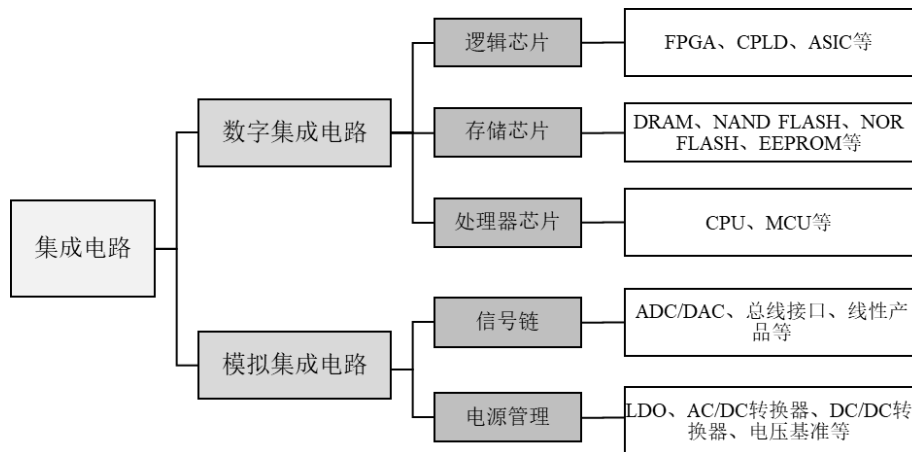 集成电路
数字集成电路
逻辑芯片
FPGA、CPLD、ASIC等
存储芯片
DRAM、NAND FLASH、NOR
FLASH、EEPROM等
处理器芯片
CPU、MCU等
模拟集成电路
信号链
ADC/DAC、总线接口、线性产
品等
电源管理
LDO、AC/DC转换器、DC/DC转
换器、电压基准等